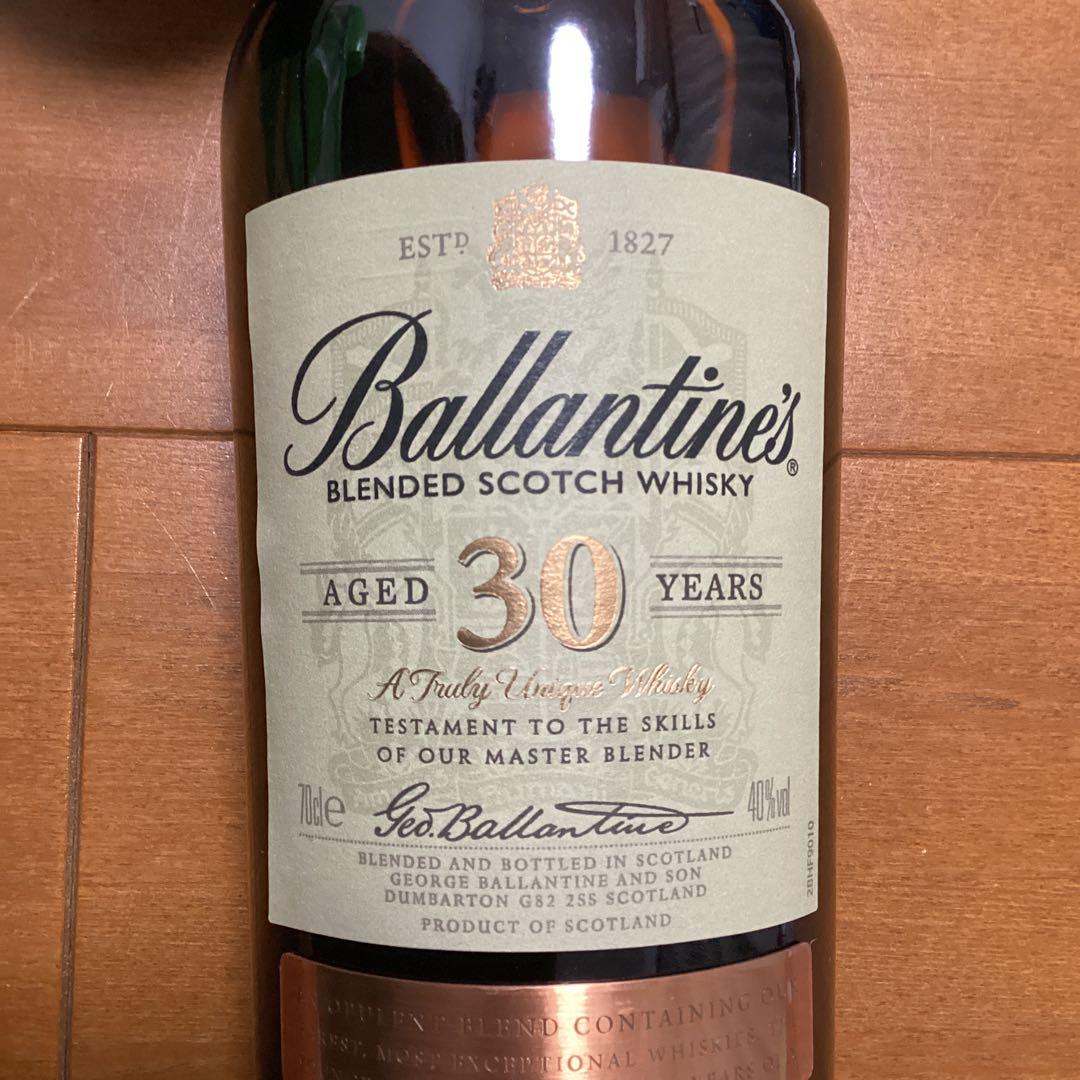 ESTD. 1827
Ballantine's®
BLENDED SCOTCH WHISKY
AGED 30 YEARS
A Truly Unique Whisky
TESTAMENT TO THE SKILLS
OF OUR MASTER BLENDER
70cl e Geo. Ballantine 40%vol
BLENDED AND BOTTLED IN SCOTLAND
GEORGE BALLANTINE AND SON
DUMBARTON G82 2SS SCOTLAND
PRODUCT OF SCOTLAND
2BHF9010
OPULENT BLEND CONTAINING
MOST EXCEPTIONAL WHISKIES